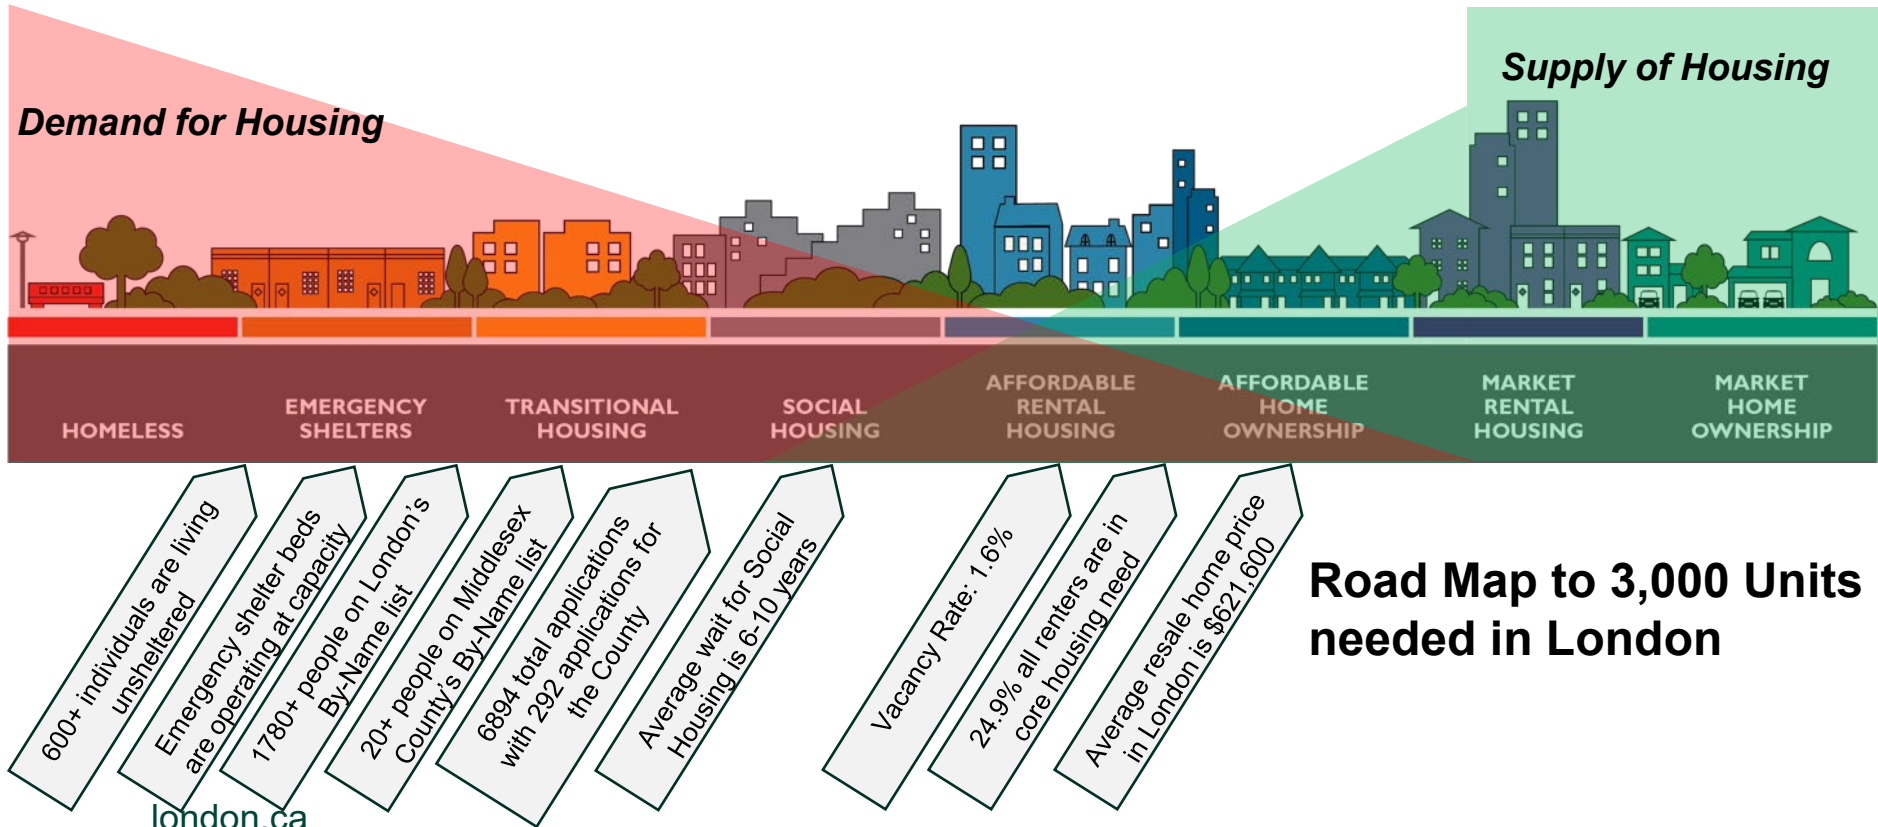 Demand for Housing
Supply of Housing
HOMELESS
EMERGENCY
SHELTERS
TRANSITIONAL
HOUSING
SOCIAL
HOUSING
AFFORDABLE
RENTAL
HOUSING
AFFORDABLE
HOME
OWNERSHIP
MARKET
RENTAL
HOUSING
MARKET
HOME
OWNERSHIP
600+ individuals are living
unsheltered
Emergency shelter beds
are operating at capacity
1780+ people on London’s
By-Name list
20+ people on Middlesex
County’s By-Name list
6894 total applications
with 292 applications for
the County
Average wait for Social
Housing is 6-10 years
Vacancy Rate: 1.6%
24.9% all renters are in
core housing need
Average resale home price
in London is $621,600
Road Map to 3,000 Units
needed in London
london.ca